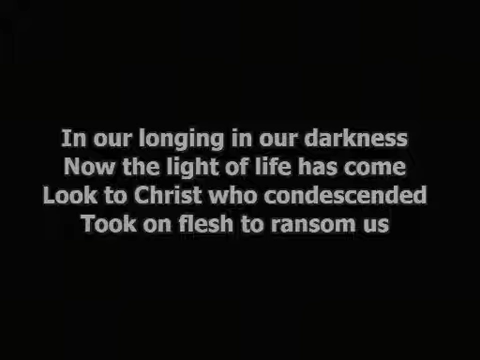 In our longing in our darkness
Now the light of life has come
Look to Christ who condescended
Took on flesh to ransom us